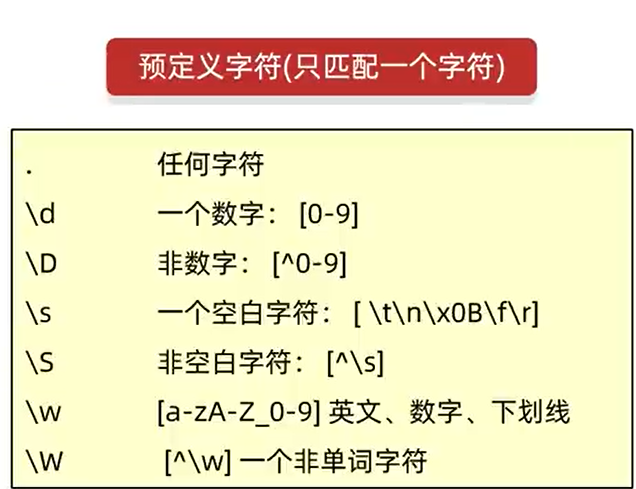 预定义字符(只匹配一个字符)
. 任何字符
\d 一个数字： [0-9]
\D 非数字： [^0-9]
\s 一个空白字符： [ \t\n\x0B\f\r]
\S 非空白字符： [^\s]
\w [a-zA-Z_0-9] 英文、数字、下划线
\W [^\w] 一个非单词字符